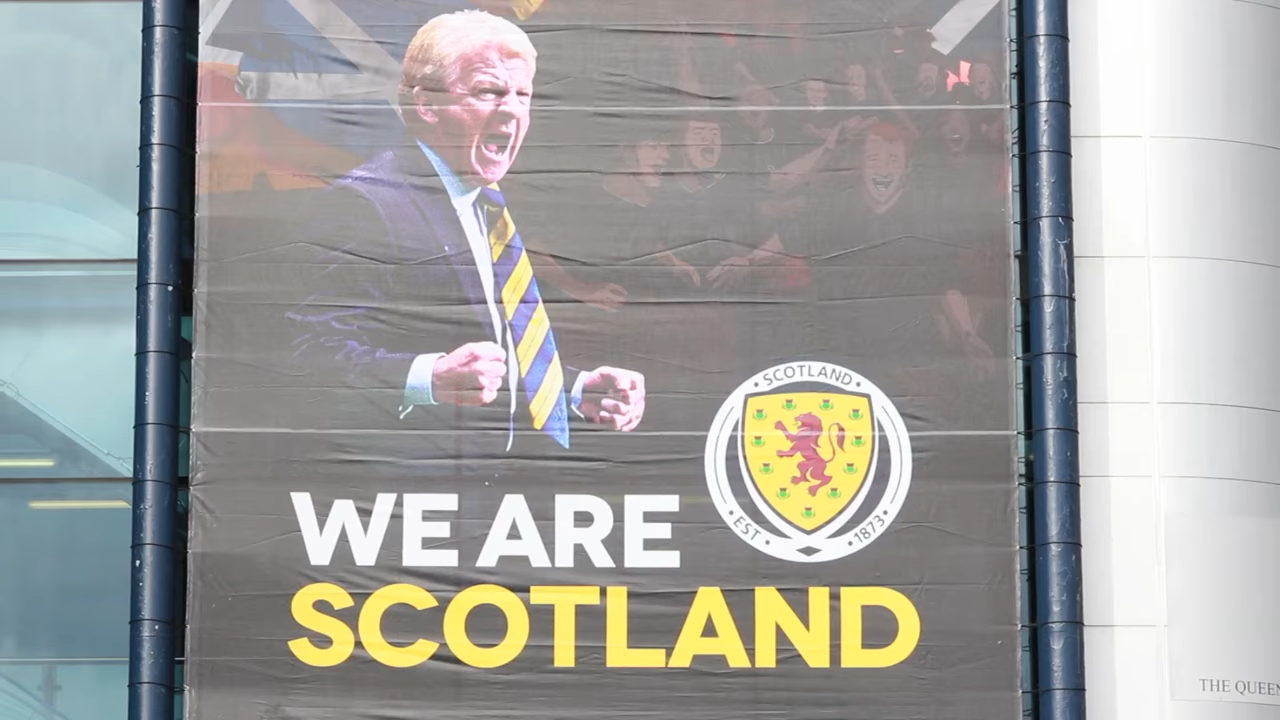 SCOTLAND
EST 1873
WE ARE
SCOTLAND
THE QUEEN